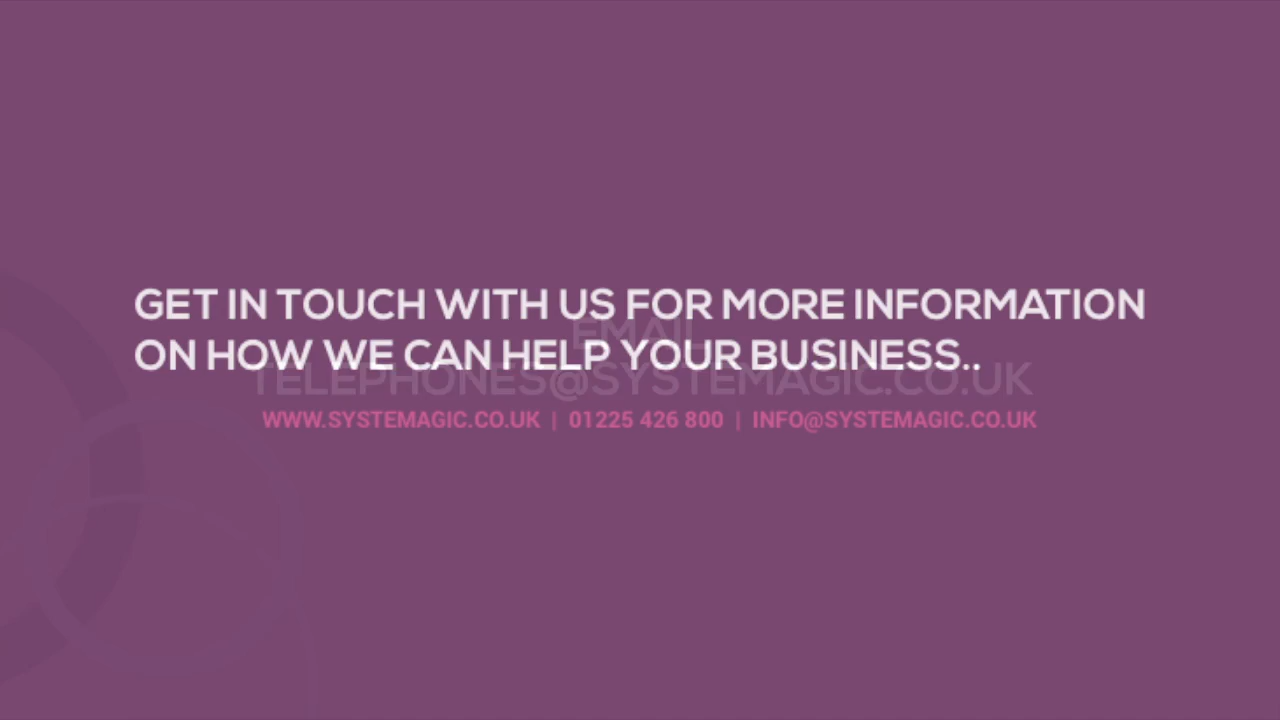 GET IN TOUCH WITH US FOR MORE INFORMATION
EMAIL
ON HOW WE CAN HELP YOUR BUSINESS..
TELEPHONES@SYSTEMAGIC.CO.UK
WWW.SYSTEMAGIC.CO.UK | 01225 426 800 | INFO@SYSTEMAGIC.CO.UK